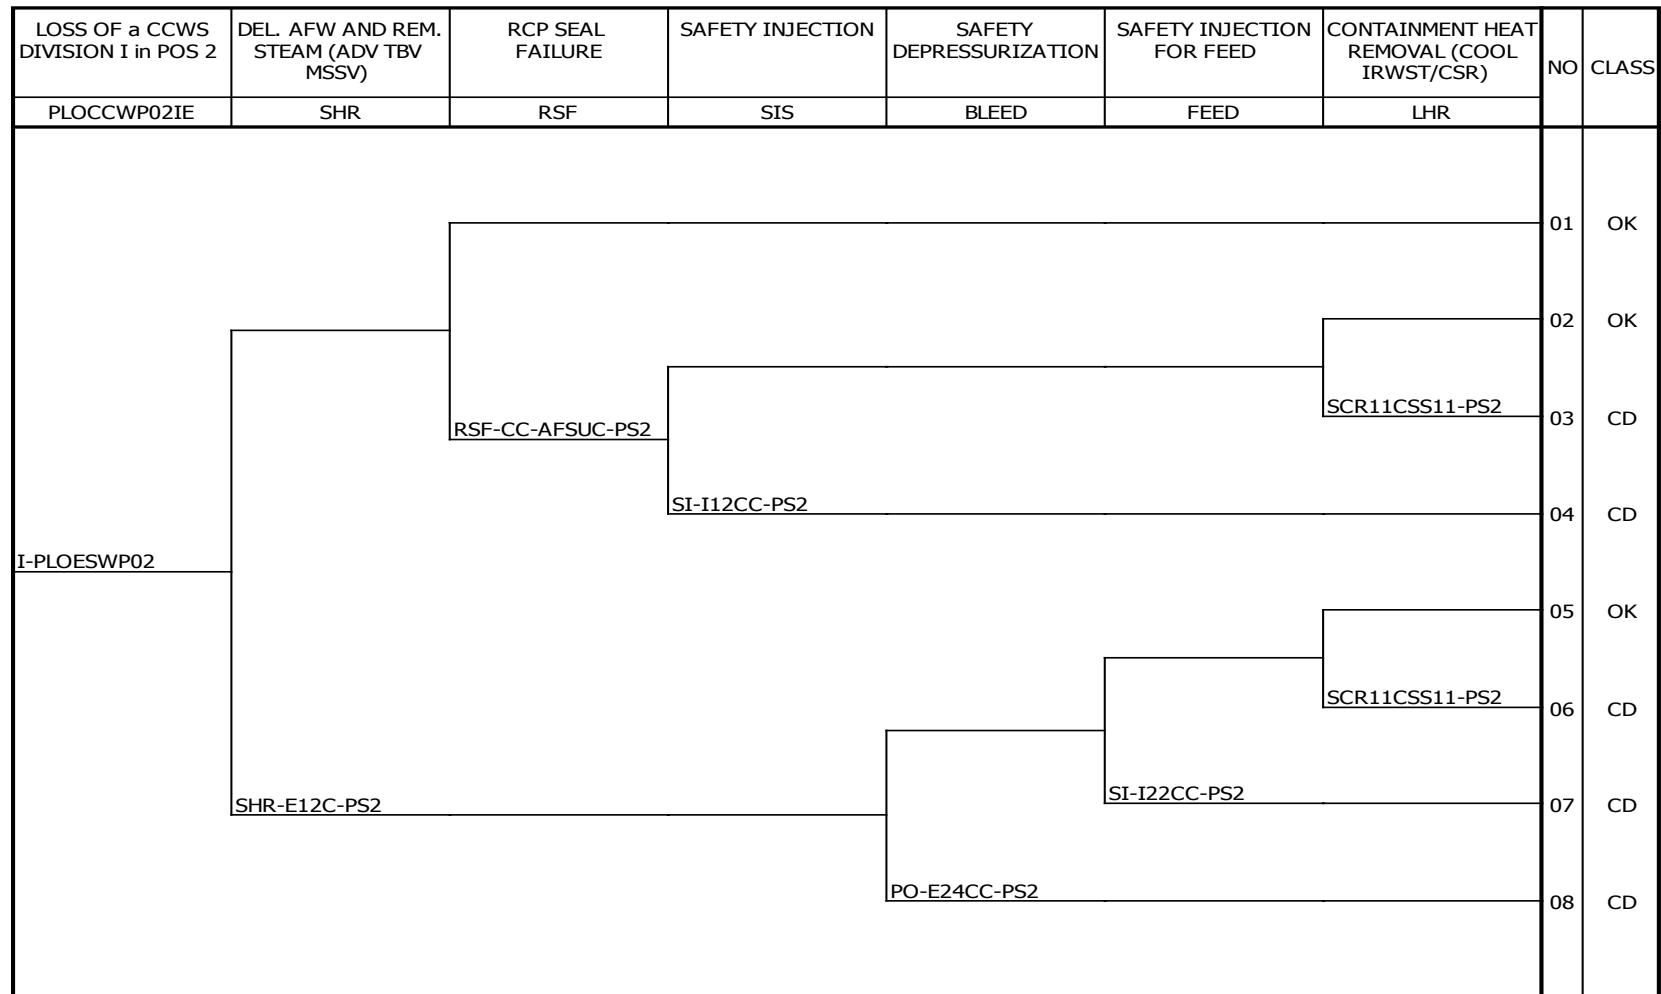 LOSS OF a CCWS
DIVISION I in POS 2
DEL. AFW AND REM.
STEAM (ADV TBV
MSSV)
RCP SEAL
FAILURE
SAFETY INJECTION
SAFETY
DEPRESSURIZATION
SAFETY INJECTION
FOR FEED
CONTAINMENT HEAT
REMOVAL (COOL
IRWST/CSR)
NO
CLASS
PLOCCWP02IE
SHR
RSF
SIS
BLEED
FEED
LHR
01 OK
02 OK
SCR11CSS11-PS2
03 CD
RSF-CC-AFSUC-PS2
SI-I12CC-PS2
04 CD
I-PLOESWP02
05 OK
SCR11CSS11-PS2
06 CD
SI-I22CC-PS2
07 CD
SHR-E12C-PS2
PO-E24CC-PS2
08 CD